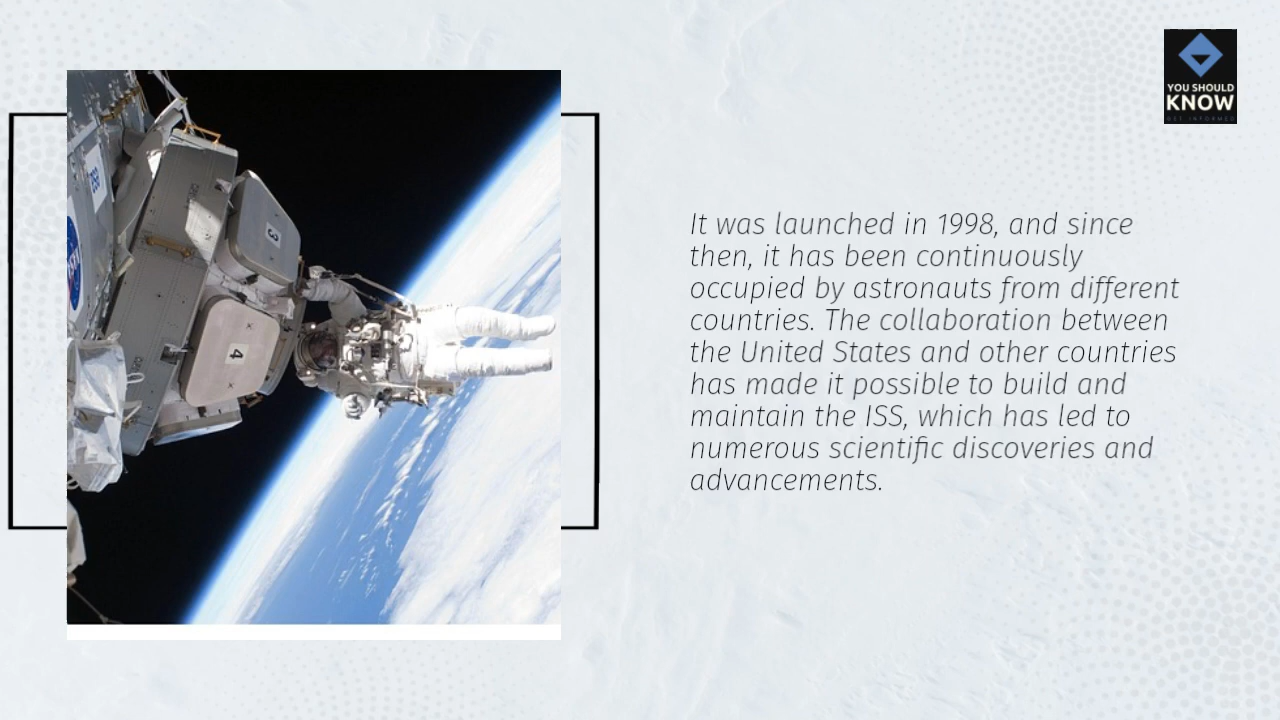 YOU SHOULD
KNOW
GET INFORMED
It was launched in 1998, and since
then, it has been continuously
occupied by astronauts from different
countries. The collaboration between
the United States and other countries
has made it possible to build and
maintain the ISS, which has led to
numerous scientific discoveries and
advancements.
3
4